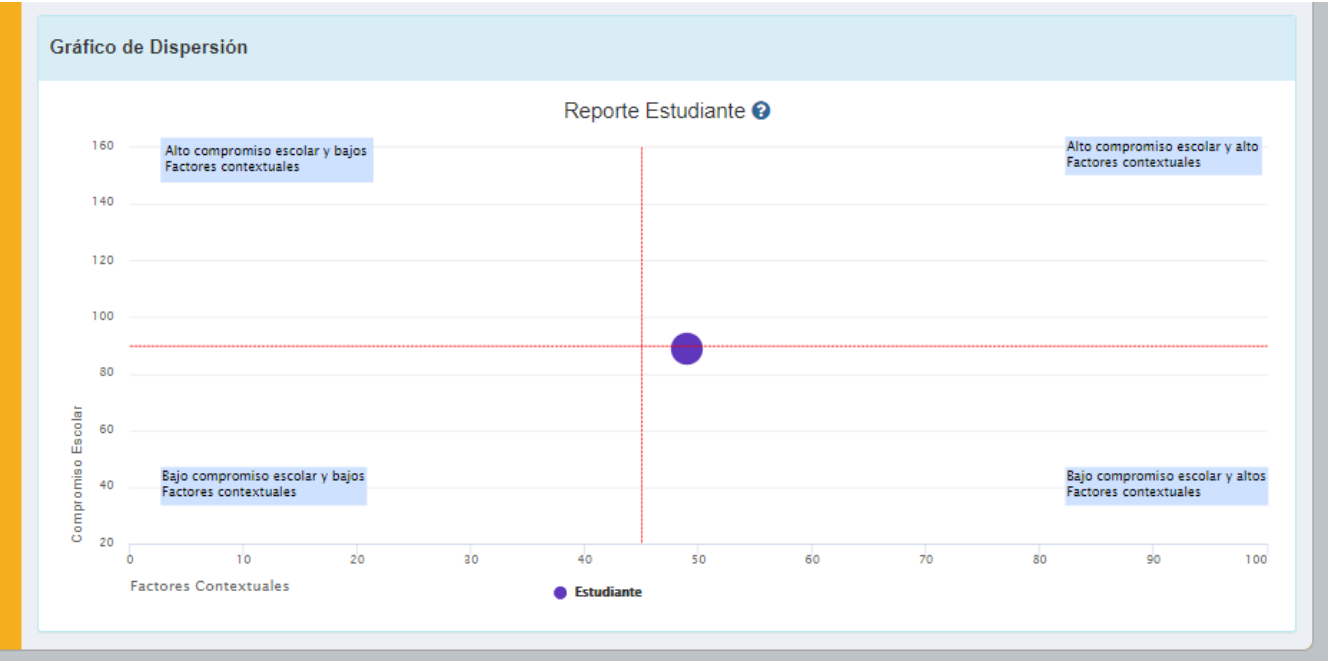 Gráfico de Dispersión
Reporte Estudiante
160
Alto compromiso escolar y bajos
Factores contextuales
Alto compromiso escolar y alto
Factores contextuales
140
120
100
80
60
40
20
Compromiso Escolar
Bajo compromiso escolar y bajos
Factores contextuales
Bajo compromiso escolar y altos
Factores contextuales
0 10 20 30 40 50 60 70 80 90 100
Factores Contextuales
Estudiante